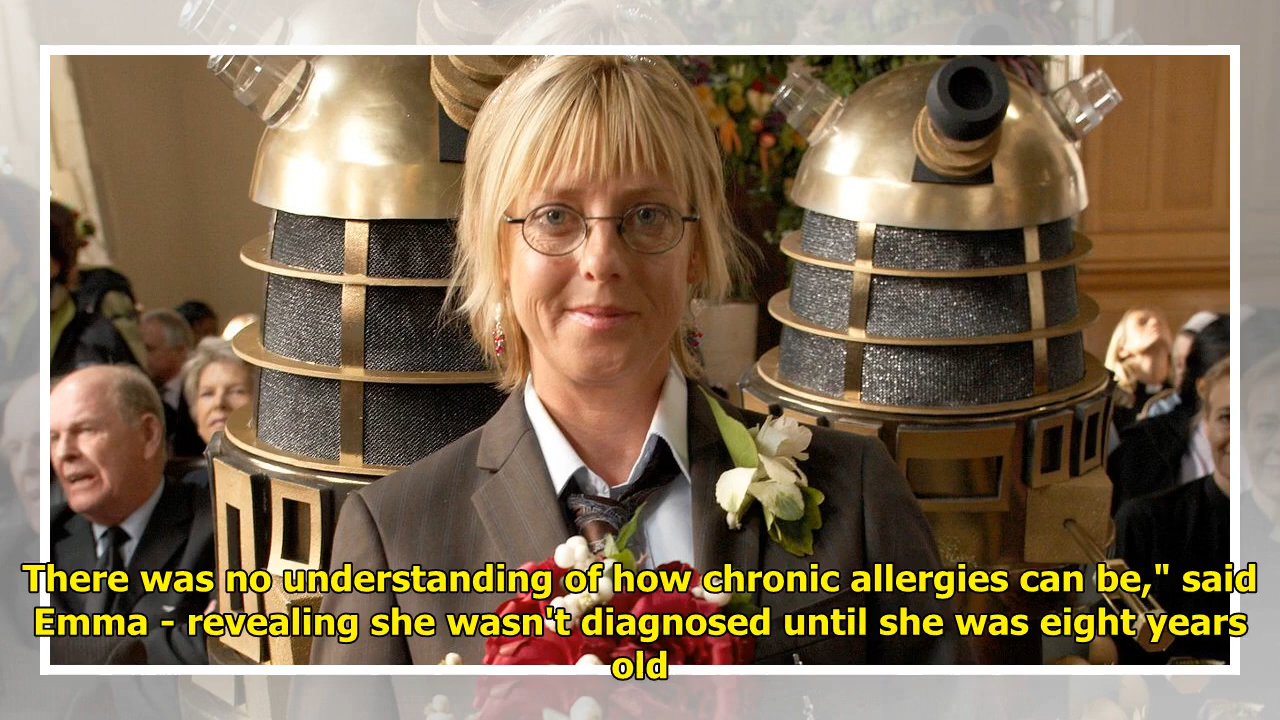 There was no understanding of how chronic allergies can be," said
Emma - revealing she wasn't diagnosed until she was eight years
old